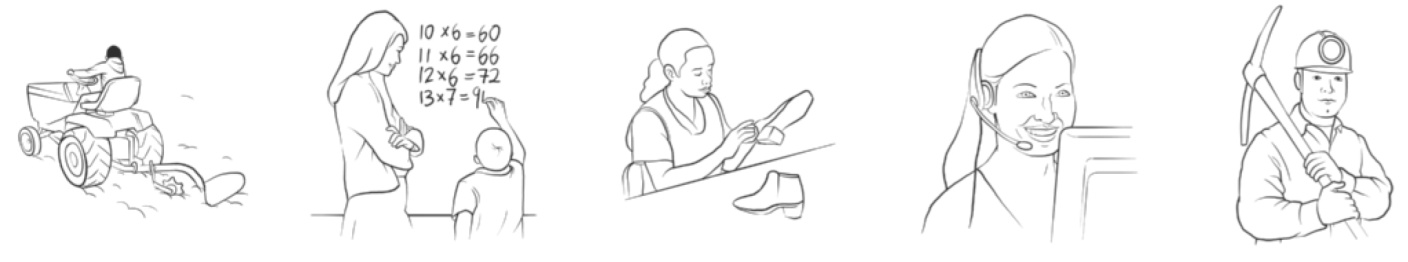 10 × 6 = 60
11 × 6 = 66
12 × 6 = 72
13 × 7 = 91